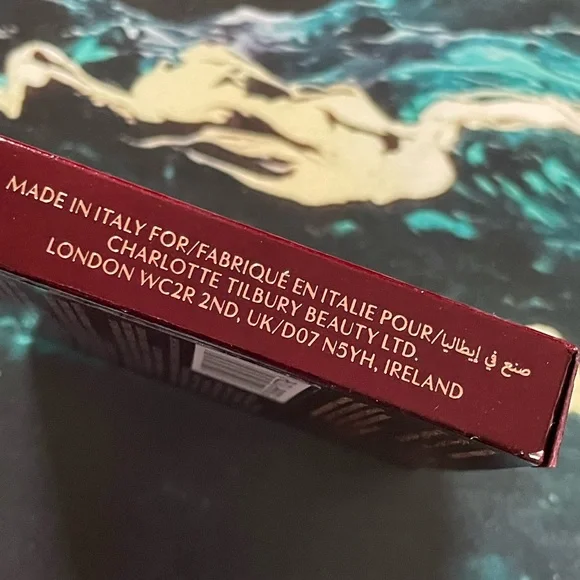 MADE IN ITALY FOR/FABRIQUÉ EN ITALIE POUR/صنع في إيطاليا
CHARLOTTE TILBURY BEAUTY LTD.
LONDON WC2R 2ND, UK/D07 N5YH, IRELAND